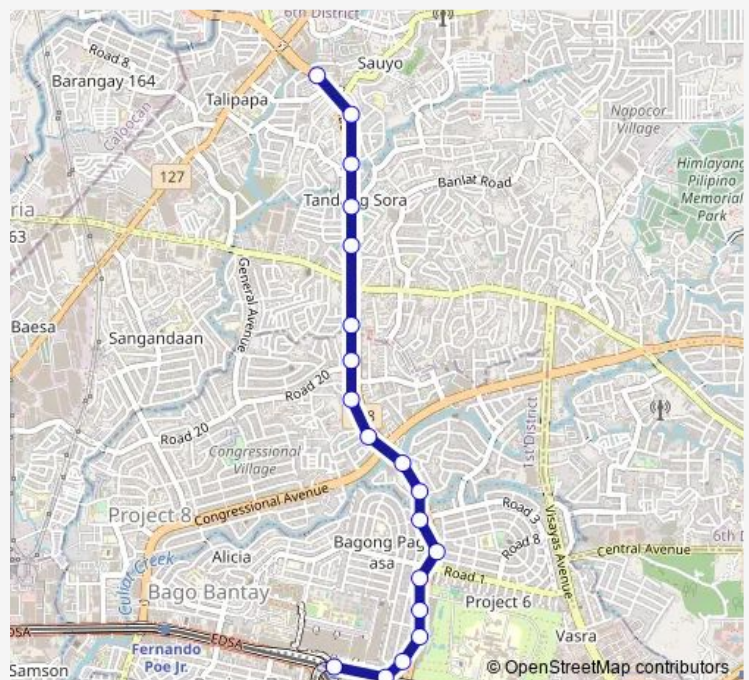 6th District
Road 8
Sauyo
Barangay 164
Talipapa
Napocor
Village
Caloocan
Himlayang
Pilipino
Memorial
Park
127
Banlat Road
ria
Tand g Sora
63
General Avenue
Baesa
Sangandaan
Road 20
8
1st District
Road 20
Congressional
Village
Congressional Avenue
Road 3
Project 8
Visayas Avenue
6th D
Bagong Pag
asa
Road 8
Central Avenue
Alicia
Culiat Creek
Road 1
Bago Bantay
Project 6
OSA
EDSA
Vasra
Fernando
Poe Jr.
Samson
© OpenStreetMap contributors